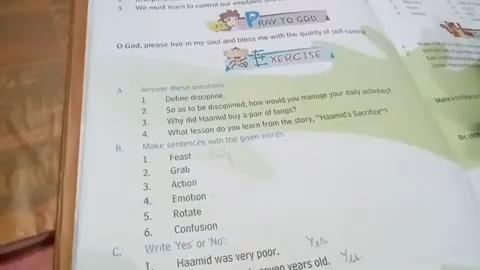 3. We must learn to control our emotions
PRAY TO GOD
O God, please live in my soul and bless me with the quality of self-control
EXERCISE
A. Answer these questions
1. Define discipline.
2. So as to be disciplined, how would you manage your daily activities?
3. Why did Haamid buy a pair of tongs?
4. What lesson do you learn from the story, "Haamid's Sacrifice"?
B. Make sentences with the given words:
1. Feast
2. Grab
3. Action
4. Emotion
5. Rotate
6. Confusion
C. Write 'Yes' or 'No':
1. Haamid was very poor. Yes
seven years old. Yes